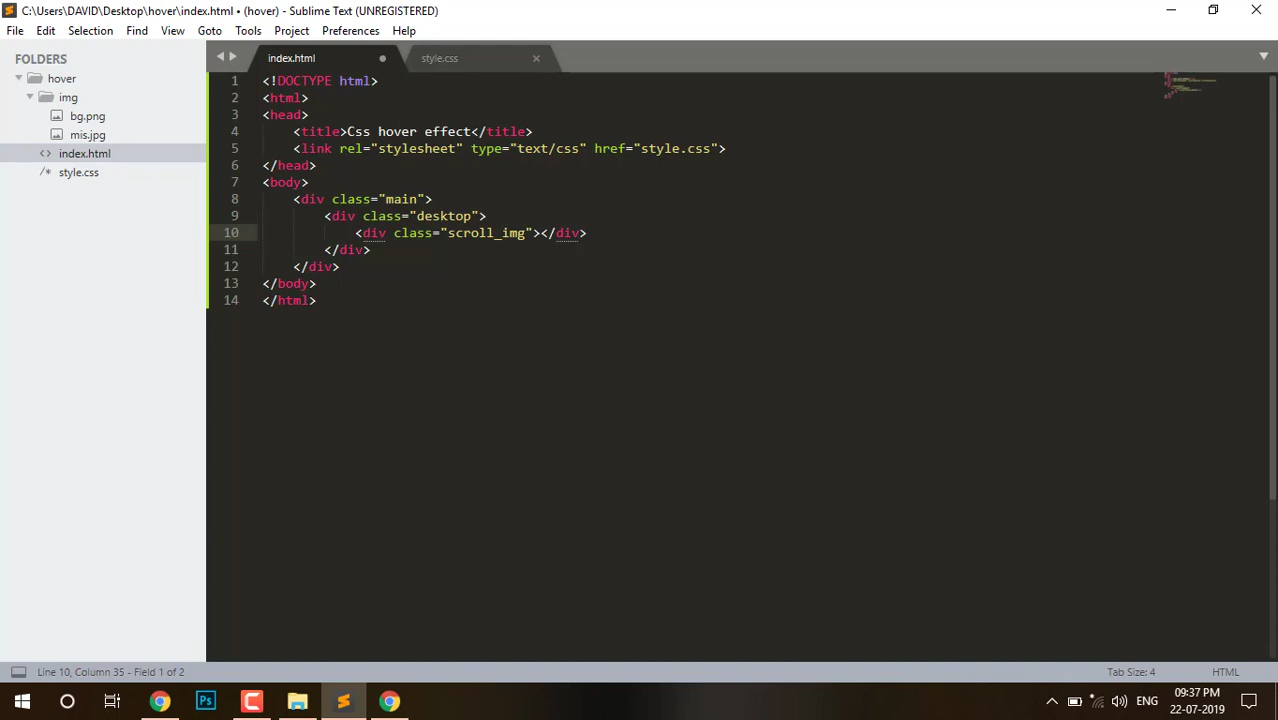 C:\Users\DAVID\Desktop\hover\index.html • (hover) - Sublime Text (UNREGISTERED)
File Edit Selection Find View Goto Tools Project Preferences Help
FOLDERS
hover
img
bg.png
mis.jpg
index.html
style.css
index.html style.css
1 <!DOCTYPE html>
2 <html>
3 <head>
4 <title>Css hover effect</title>
5 <link rel="stylesheet" type="text/css" href="style.css">
6 </head>
7 <body>
8 <div class="main">
9 <div class="desktop">
10 <div class="scroll_img"></div>
11 </div>
12 </div>
13 </body>
14 </html>
Line 10, Column 35 - Field 1 of 2 Tab Size: 4 HTML
Ps ENG 09:37 PM
22-07-2019